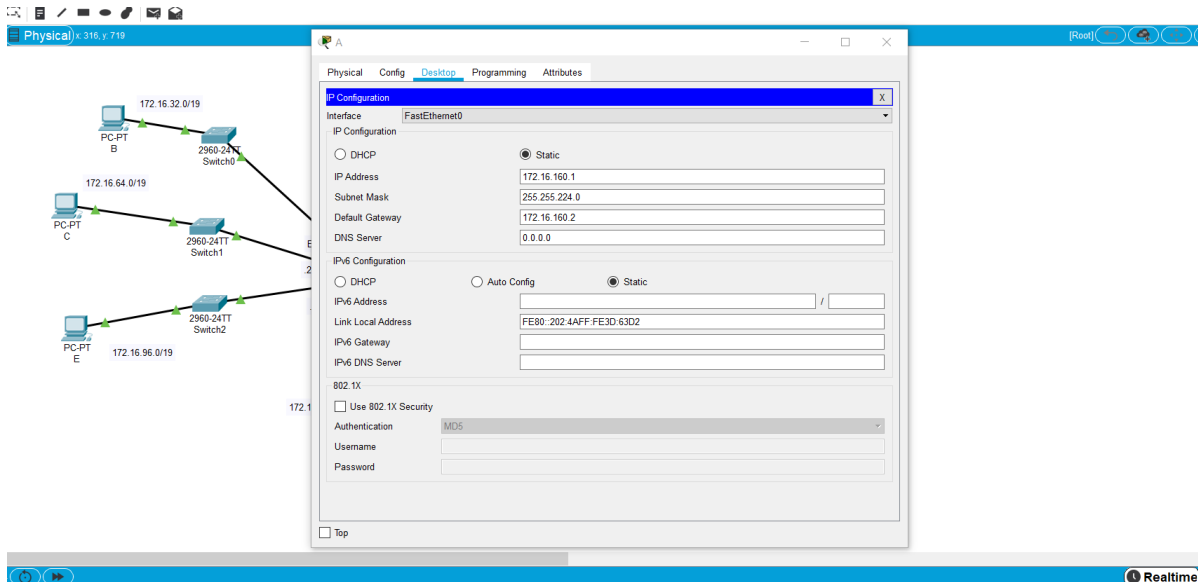 Physical x: 316, y: 719
[Root]
A
Physical Config Desktop Programming Attributes
IP Configuration X
Interface FastEthernet0
IP Configuration
DHCP Static
IP Address 172.16.160.1
Subnet Mask 255.255.224.0
Default Gateway 172.16.160.2
DNS Server 0.0.0.0
IPv6 Configuration
DHCP Auto Config Static
IPv6 Address /
Link Local Address FE80::202:4AFF:FE3D:63D2
IPv6 Gateway
IPv6 DNS Server
802.1X
Use 802.1X Security
Authentication MD5
Username
Password
Top
172.16.32.0/19
PC-PT
B
2960-24TT
Switch0
172.16.64.0/19
PC-PT
C
2960-24TT
Switch1
E
.2
2960-24TT
Switch2
PC-PT
E
172.16.96.0/19
172.1
Realtime